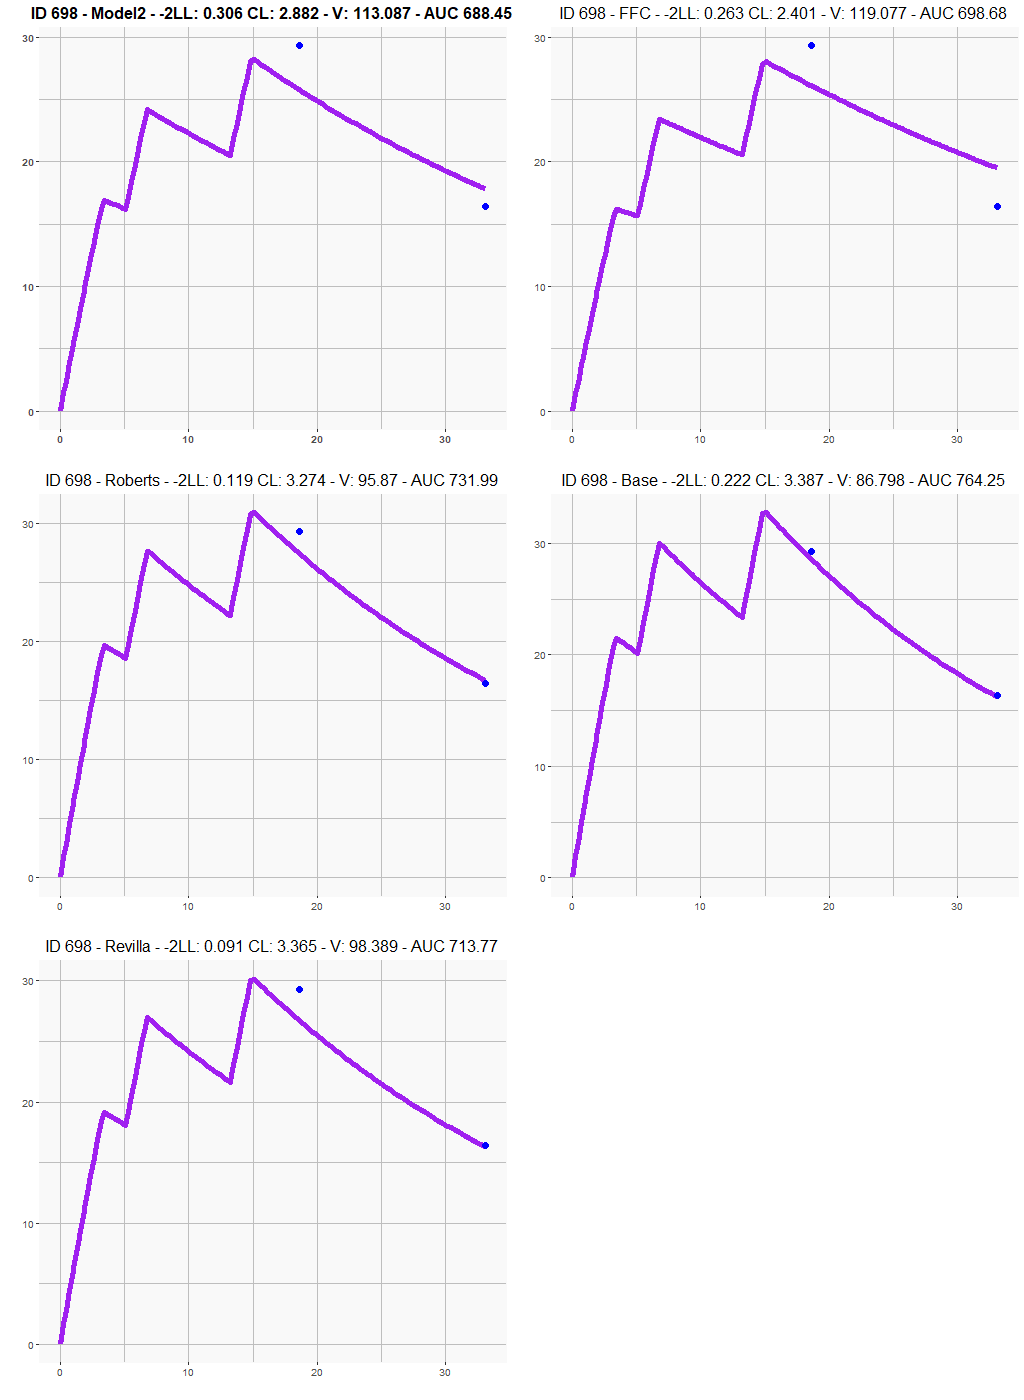 ID 698 - Model2 - -2LL: 0.306 CL: 2.882 - V: 113.087 - AUC 688.45
30
20
10
0
0 10 20 30
ID 698 - FFC - -2LL: 0.263 CL: 2.401 - V: 119.077 - AUC 698.68
30
20
10
0
0 10 20 30
ID 698 - Roberts - -2LL: 0.119 CL: 3.274 - V: 95.87 - AUC 731.99
30
20
10
0
0 10 20 30
ID 698 - Base - -2LL: 0.222 CL: 3.387 - V: 86.798 - AUC 764.25
30
20
10
0
0 10 20 30
ID 698 - Revilla - -2LL: 0.091 CL: 3.365 - V: 98.389 - AUC 713.77
30
20
10
0
0 10 20 30